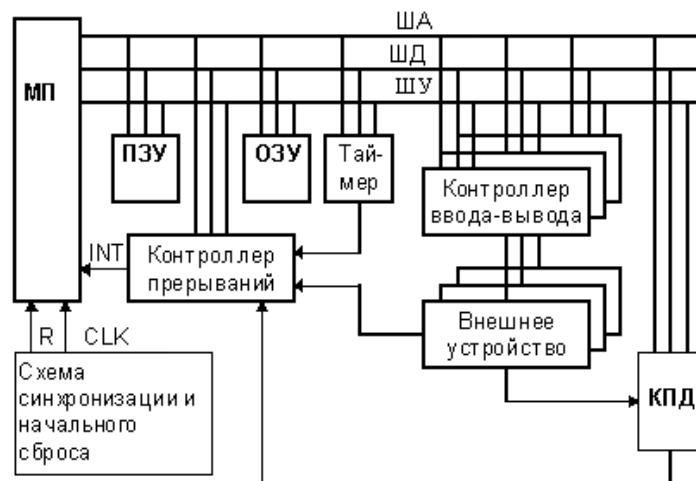 ША
ШД
ШУ
МП
ПЗУ
ОЗУ
Тай-
мер
Контроллер
ввода-вывода
INT
Контроллер
прерываний
Внешнее
устройство
R
CLK
Схема
синхронизации и
начального
сброса
КПД